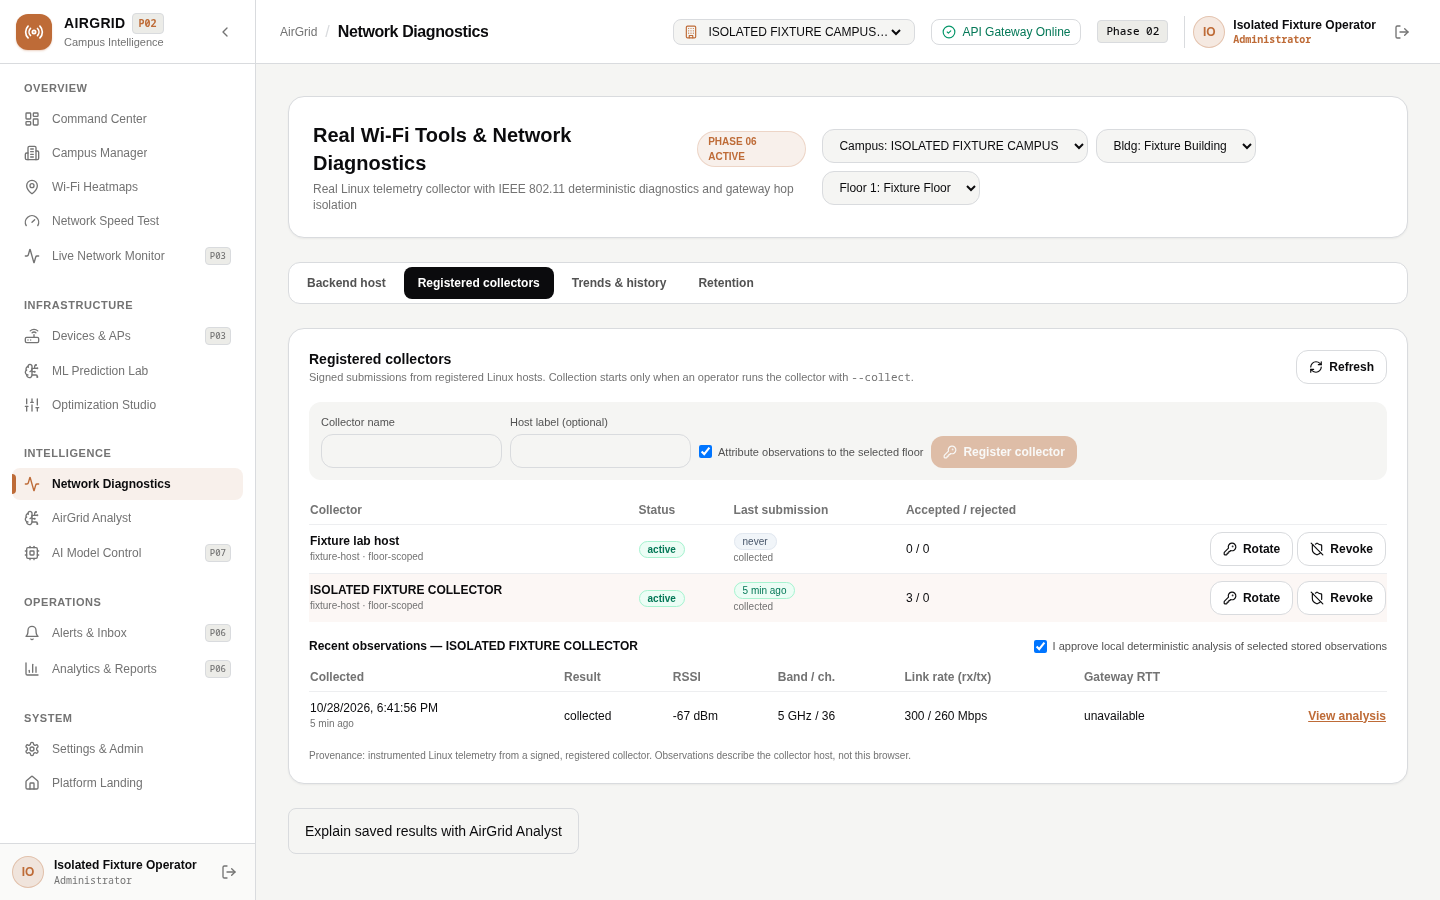 AIRGRID P02
Campus Intelligence
AirGrid / Network Diagnostics
ISOLATED FIXTURE CAMPUS...
API Gateway Online
Phase 02
IO
Isolated Fixture Operator
Administrator
OVERVIEW
Command Center
Campus Manager
Wi-Fi Heatmaps
Network Speed Test
Live Network Monitor P03
INFRASTRUCTURE
Devices & APs P03
ML Prediction Lab
Optimization Studio
INTELLIGENCE
Network Diagnostics
AirGrid Analyst
AI Model Control P07
OPERATIONS
Alerts & Inbox P06
Analytics & Reports P06
SYSTEM
Settings & Admin
Platform Landing
IO
Isolated Fixture Operator
Administrator
Real Wi-Fi Tools & Network
Diagnostics
PHASE 06
ACTIVE
Real Linux telemetry collector with IEEE 802.11 deterministic diagnostics and gateway hop
isolation
Campus: ISOLATED FIXTURE CAMPUS
Bldg: Fixture Building
Floor 1: Fixture Floor
Backend host Registered collectors Trends & history Retention
Registered collectors
Signed submissions from registered Linux hosts. Collection starts only when an operator runs the collector with --collect.
Refresh
Collector name Host label (optional)
Attribute observations to the selected floor
Register collector
Collector Status Last submission Accepted / rejected
Fixture lab host
fixture-host · floor-scoped
active
never
collected
0 / 0
Rotate Revoke
ISOLATED FIXTURE COLLECTOR
fixture-host · floor-scoped
active
5 min ago
collected
3 / 0
Rotate Revoke
Recent observations — ISOLATED FIXTURE COLLECTOR
I approve local deterministic analysis of selected stored observations
Collected Result RSSI Band / ch. Link rate (rx/tx) Gateway RTT
10/28/2026, 6:41:56 PM
5 min ago
collected -67 dBm 5 GHz / 36 300 / 260 Mbps unavailable View analysis
Provenance: instrumented Linux telemetry from a signed, registered collector. Observations describe the collector host, not this browser.
Explain saved results with AirGrid Analyst